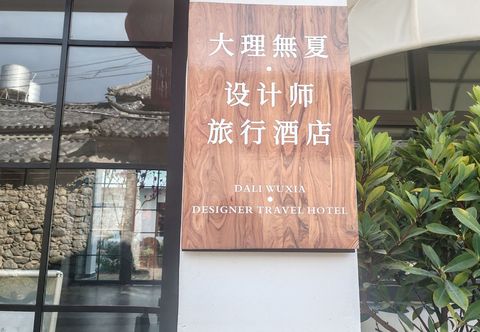 大理無夏
·
设计师
旅行酒店
DALI WUXIA
·
DESIGNER TRAVEL HOTEL